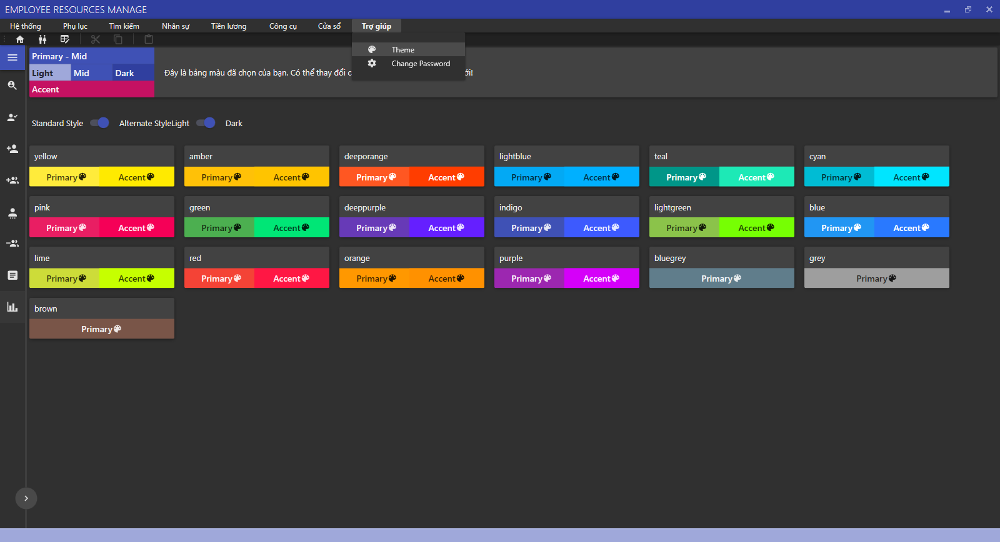 EMPLOYEE RESOURCES MANAGE
Hệ thống Phụ lục Tìm kiếm Nhân sự Tiền lương Công cụ Cửa sổ Trợ giúp
Theme
Change Password
Primary - Mid
Light Mid Dark
Accent
Đây là bảng màu đã chọn của bạn. Có thể thay đổi
Standard Style Alternate StyleLight Dark
yellow amber deeporange lightblue teal cyan
Primary Accent Primary Accent Primary Accent Primary Accent Primary Accent Primary Accent
pink green deeppurple indigo lightgreen blue
Primary Accent Primary Accent Primary Accent Primary Accent Primary Accent Primary Accent
lime red orange purple bluegrey grey
Primary Accent Primary Accent Primary Accent Primary Accent Primary Primary
brown
Primary